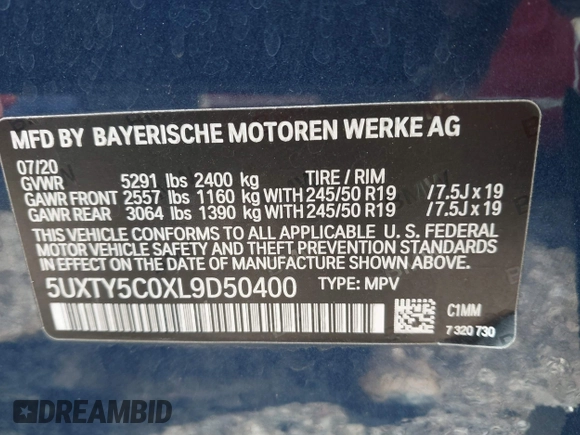 MFD BY BAYERISCHE MOTOREN WERKE AG
07/20
GVWR 5291 lbs 2400 kg TIRE / RIM
GAWR FRONT 2557 lbs 1160 kg WITH 245/50 R19 /7.5J x 19
GAWR REAR 3064 lbs 1390 kg WITH 245/50 R19 /7.5J x 19
THIS VEHICLE CONFORMS TO ALL APPLICABLE U. S. FEDERAL
MOTOR VEHICLE SAFETY AND THEFT PREVENTION STANDARDS
IN EFFECT ON THE DATE OF MANUFACTURE SHOWN ABOVE.
5UXTY5C0XL9D50400 TYPE: MPV
C1MM
7 320 730
DREAMBID